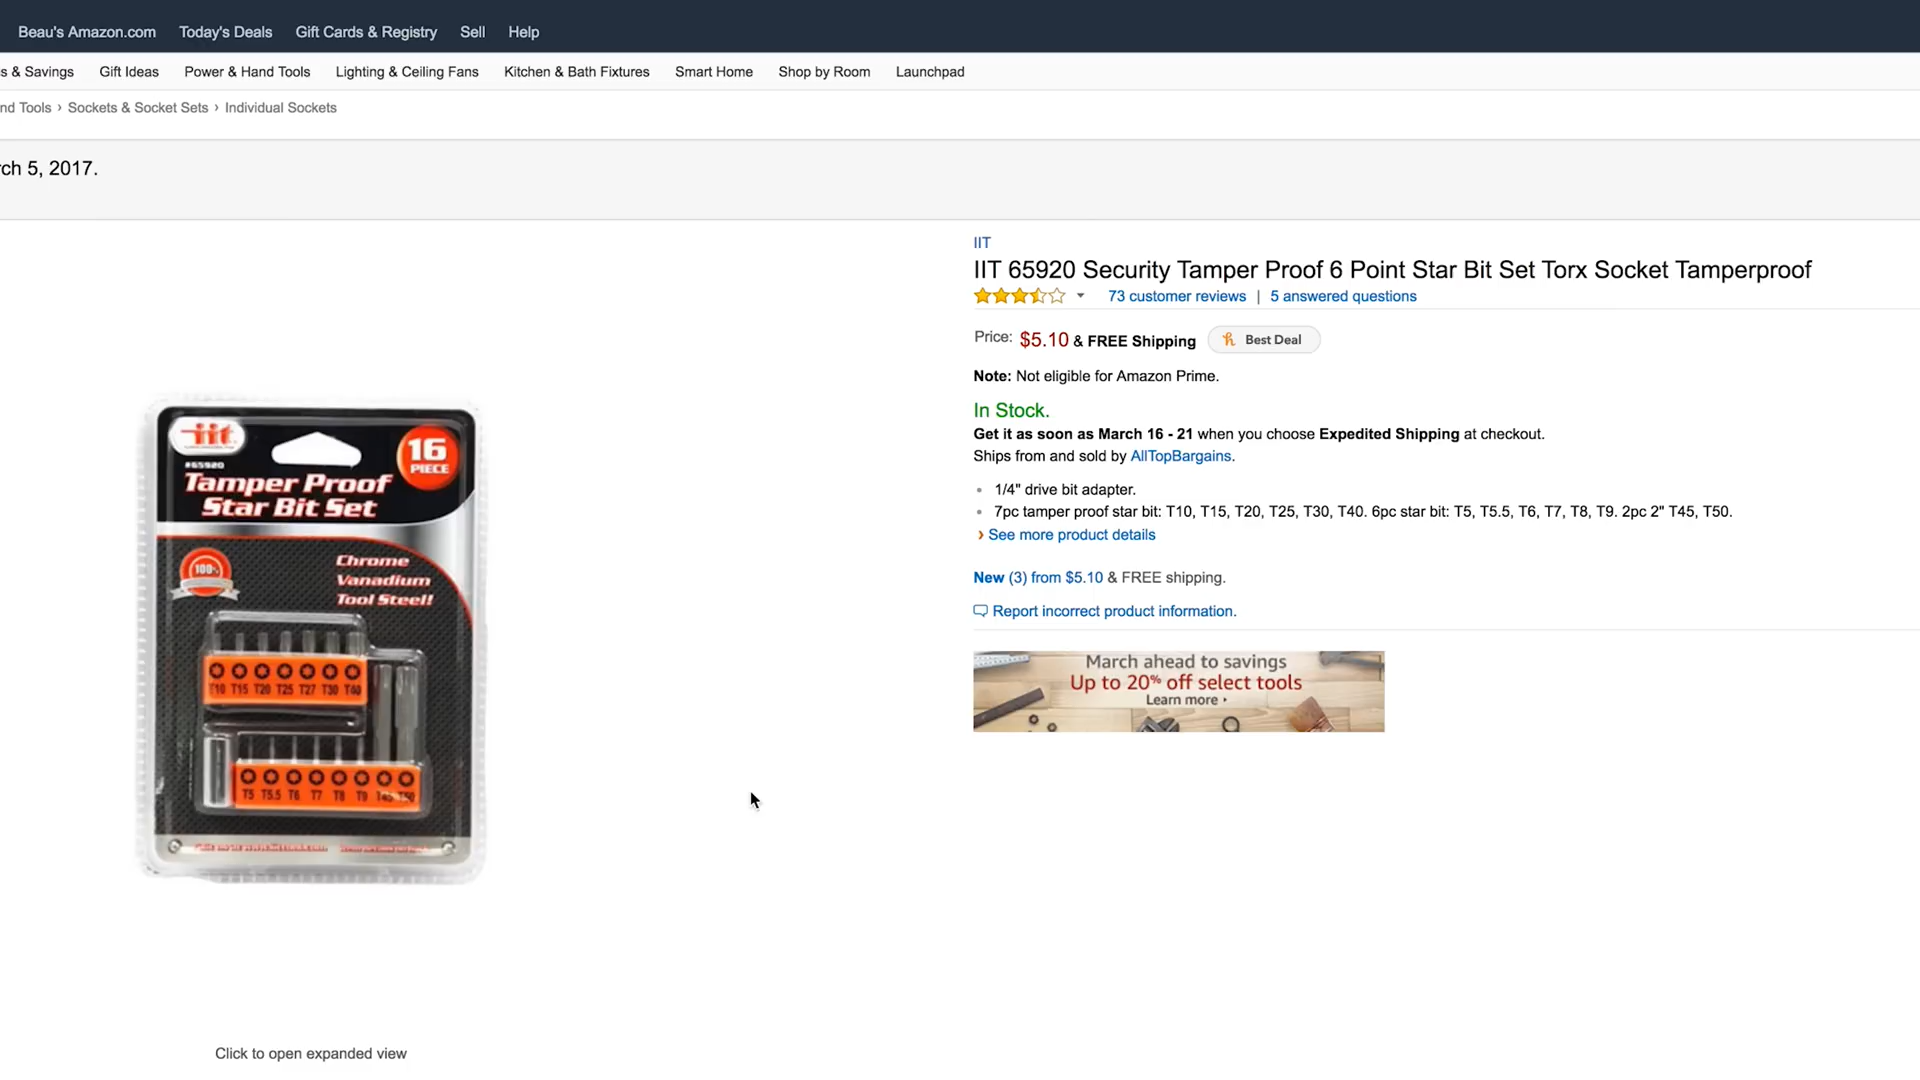 Beau's Amazon.com Today's Deals Gift Cards & Registry Sell Help
s & Savings Gift Ideas Power & Hand Tools Lighting & Ceiling Fans Kitchen & Bath Fixtures Smart Home Shop by Room Launchpad
nd Tools › Sockets & Socket Sets › Individual Sockets
rch 5, 2017.
IIT
IIT 65920 Security Tamper Proof 6 Point Star Bit Set Torx Socket Tamperproof
73 customer reviews | 5 answered questions
Price: $5.10 & FREE Shipping Best Deal
Note: Not eligible for Amazon Prime.
In Stock.
Get it as soon as March 16 - 21 when you choose Expedited Shipping at checkout.
Ships from and sold by AllTopBargains.
1/4" drive bit adapter.
7pc tamper proof star bit: T10, T15, T20, T25, T30, T40. 6pc star bit: T5, T5.5, T6, T7, T8, T9. 2pc 2" T45, T50.
› See more product details
New (3) from $5.10 & FREE shipping.
Report incorrect product information.
March ahead to savings
Up to 20% off select tools
Learn more
iit
16
PIECE
#65920
Tamper Proof
Star Bit Set
Chrome
Vanadium
Tool Steel!
100%
T10 T15 T20 T25 T27 T30 T40
T5 T5.5 T6 T7 T8 T9 T45 T50
Click to open expanded view